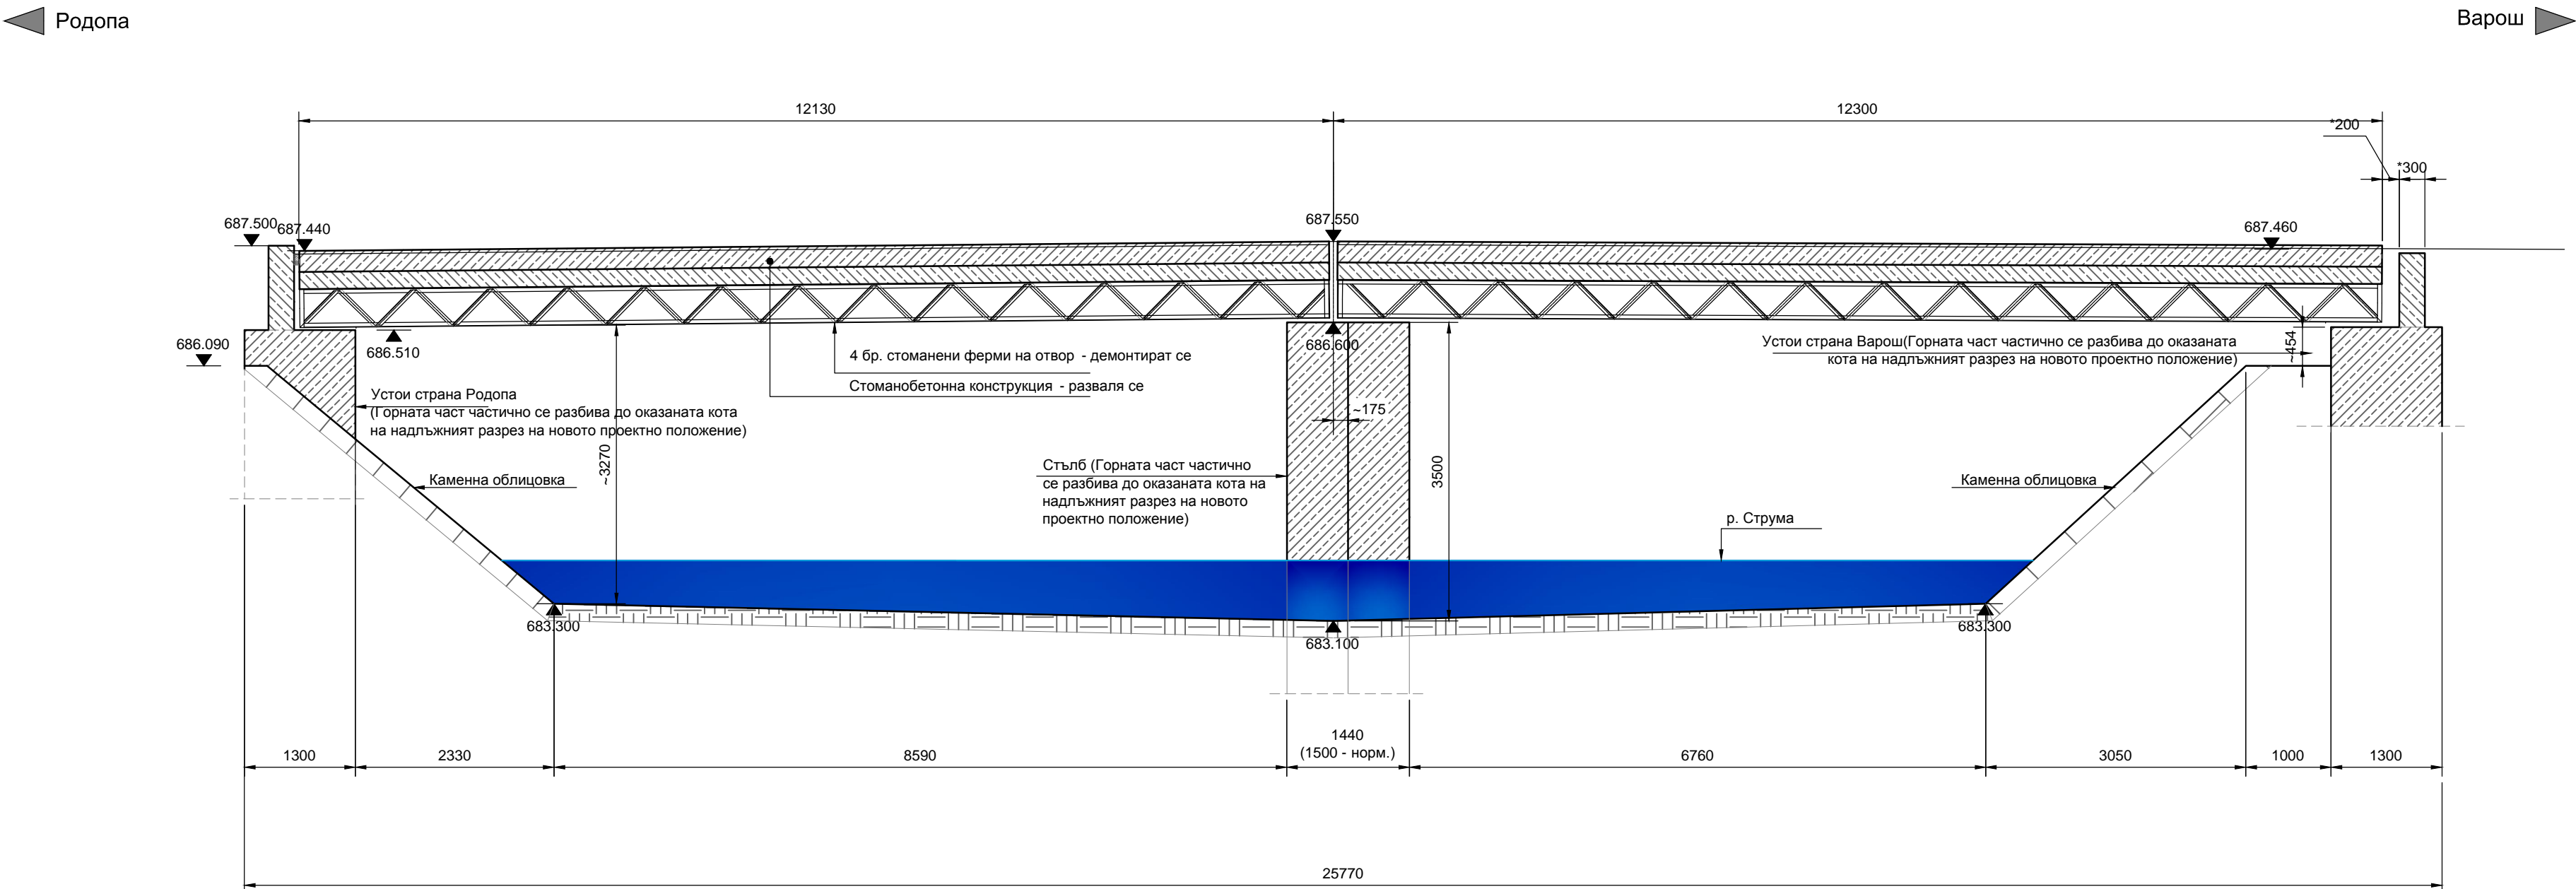 Родопа
Варош
12130
12300
*200
*300
687.500
687.440
687.550
687.460
686.090
686.510
686.600
4 бр. стоманени ферми на отвор - демонтират се
Стоманобетонна конструкция - разваля се
Устои страна Варош(Горната част частично се разбива до оказаната
кота на надлъжният разрез на новото проектно положение)
~454
Устои страна Родопа
(Горната част частично се разбива до оказаната кота
на надлъжният разрез на новото проектно положение)
~175
~3270
3500
Каменна облицовка
Стълб (Горната част частично
се разбива до оказаната кота на
надлъжният разрез на новото
проектно положение)
Каменна облицовка
р. Струма
683.300
683.100
683.300
1300
2330
8590
1440
(1500 - норм.)
6760
3050
1000
1300
25770